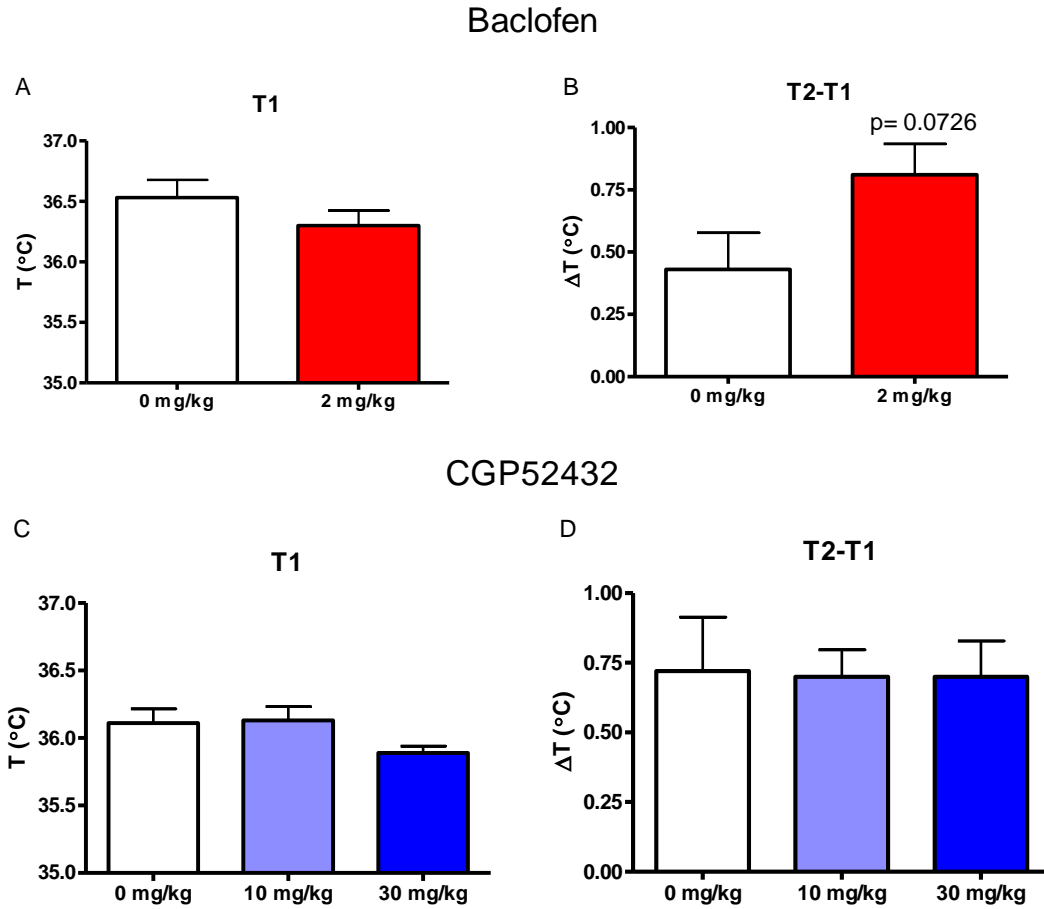 Baclofen
A
T1
T (°C)
37.0
36.5
36.0
35.5
35.0
0 mg/kg
2 mg/kg
B
T2-T1
p= 0.0726
ΔT (°C)
1.00
0.75
0.50
0.25
0.00
0 mg/kg
2 mg/kg
CGP52432
C
T1
T (°C)
37.0
36.5
36.0
35.5
35.0
0 mg/kg
10 mg/kg
30 mg/kg
D
T2-T1
ΔT (°C)
1.00
0.75
0.50
0.25
0.00
0 mg/kg
10 mg/kg
30 mg/kg